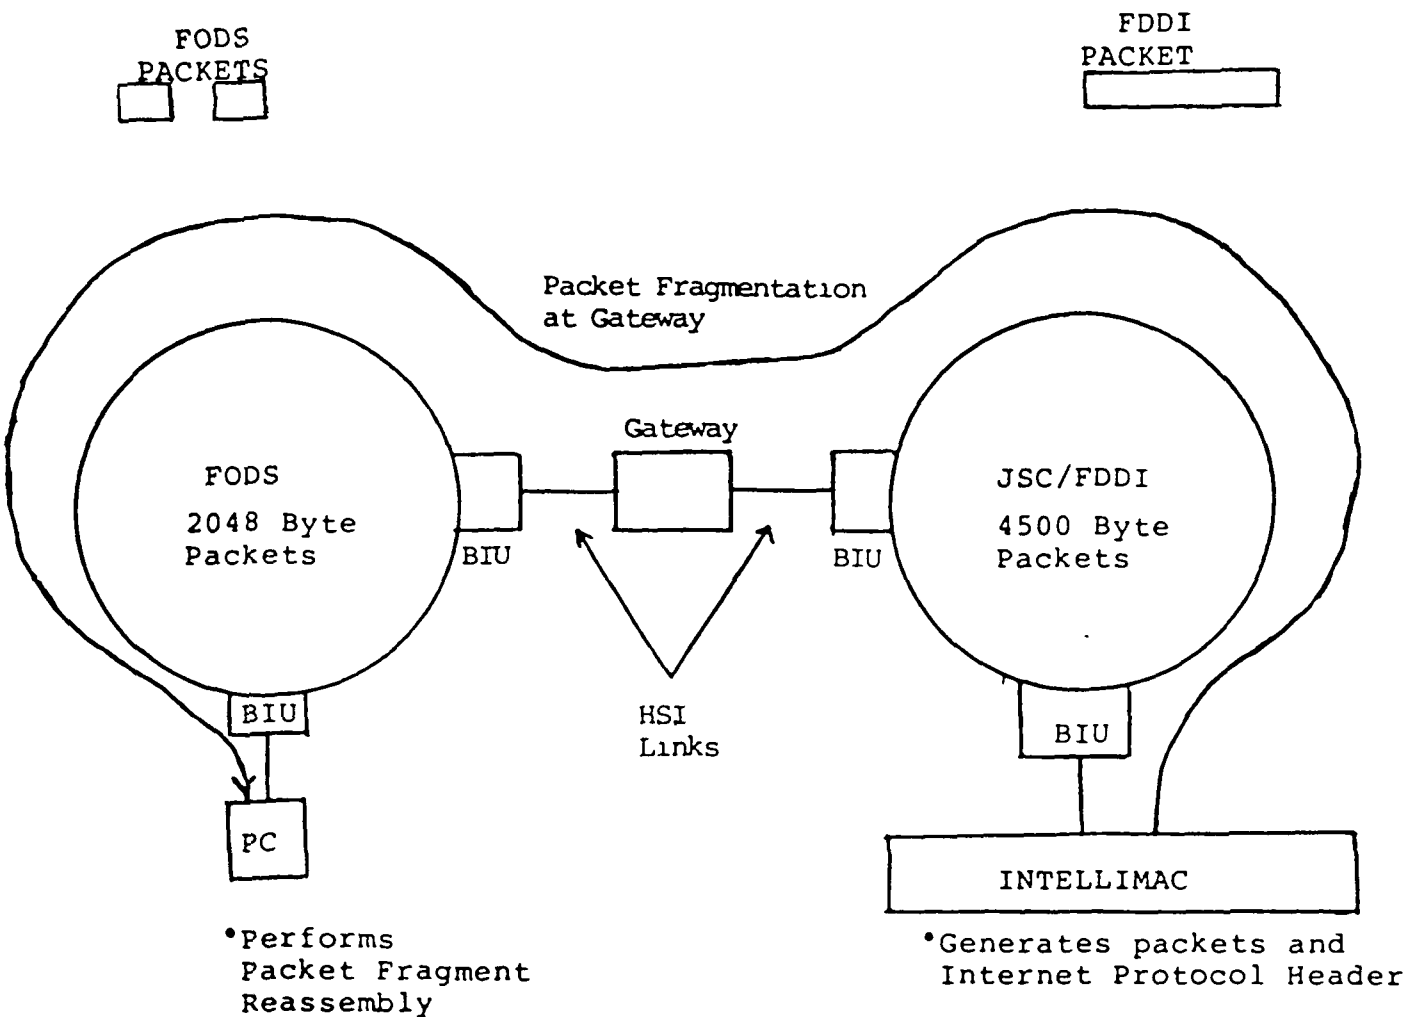 FODS
PACKETS
FDDI
PACKET
Packet Fragmentation
at Gateway
Gateway
FODS
2048 Byte
Packets
BIU
BIU
JSC/FDDI
4500 Byte
Packets
HSI
Links
BIU
BIU
PC
INTELLIMAC
•Performs
Packet Fragment
Reassembly
•Generates packets and
Internet Protocol Header